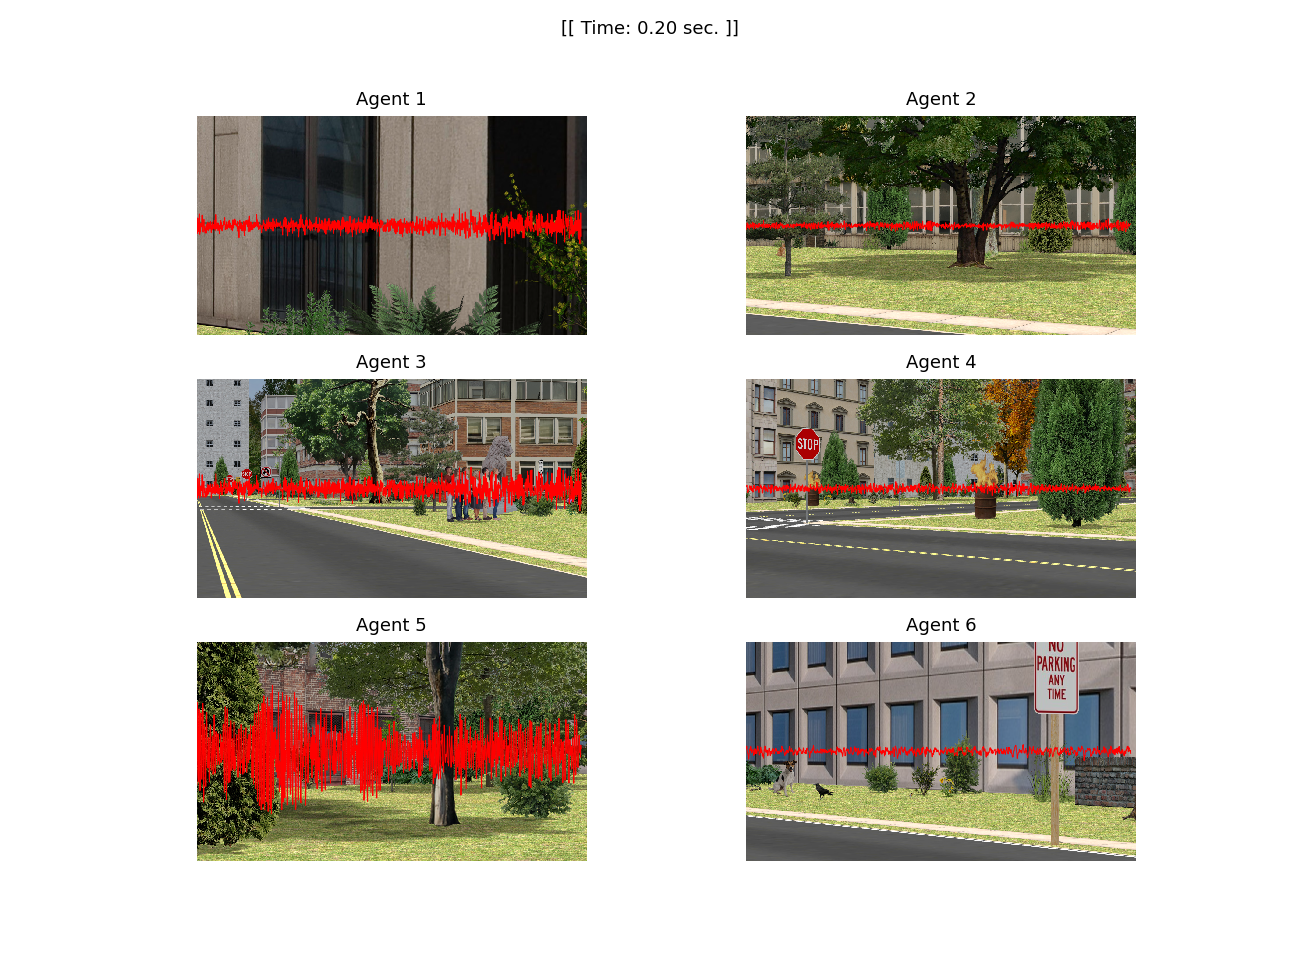 [[ Time: 0.20 sec. ]]
Agent 1
Agent 2
Agent 3
Agent 4
STOP
Agent 5
Agent 6
NO
PARKING
ANY
TIME